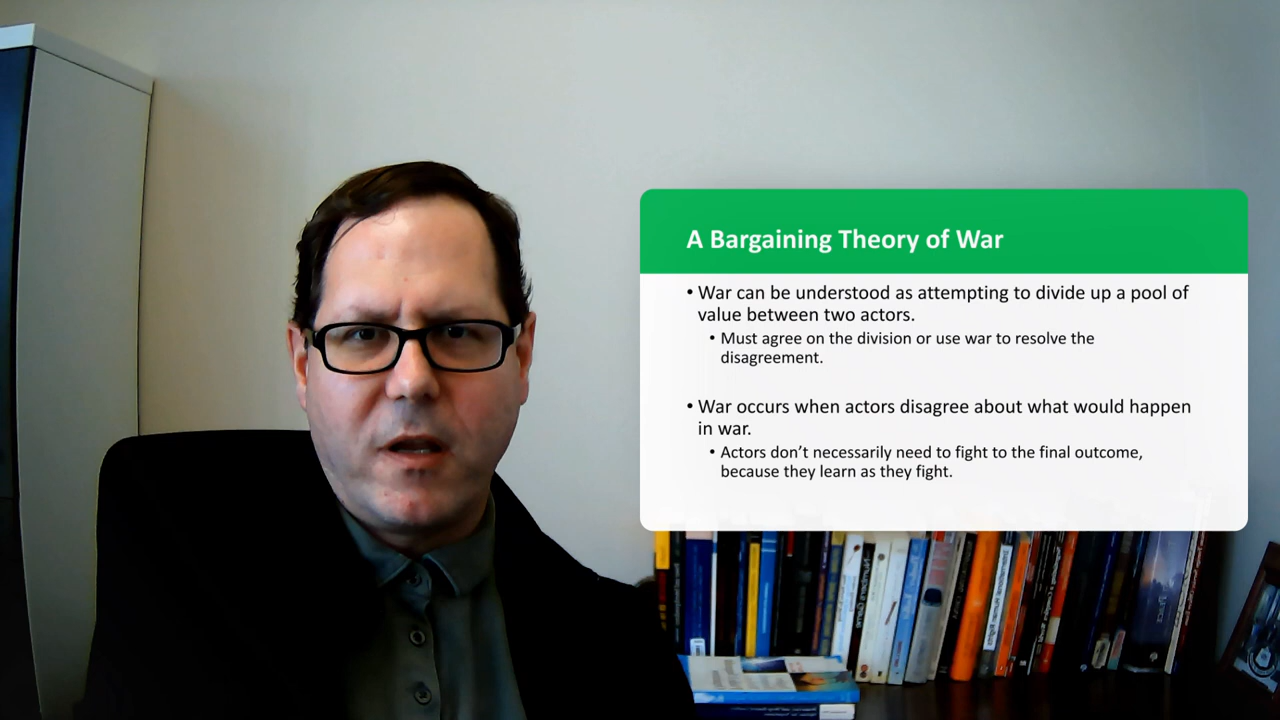 A Bargaining Theory of War
• War can be understood as attempting to divide up a pool of
value between two actors.
• Must agree on the division or use war to resolve the
disagreement.
• War occurs when actors disagree about what would happen
in war.
• Actors don’t necessarily need to fight to the final outcome,
because they learn as they fight.